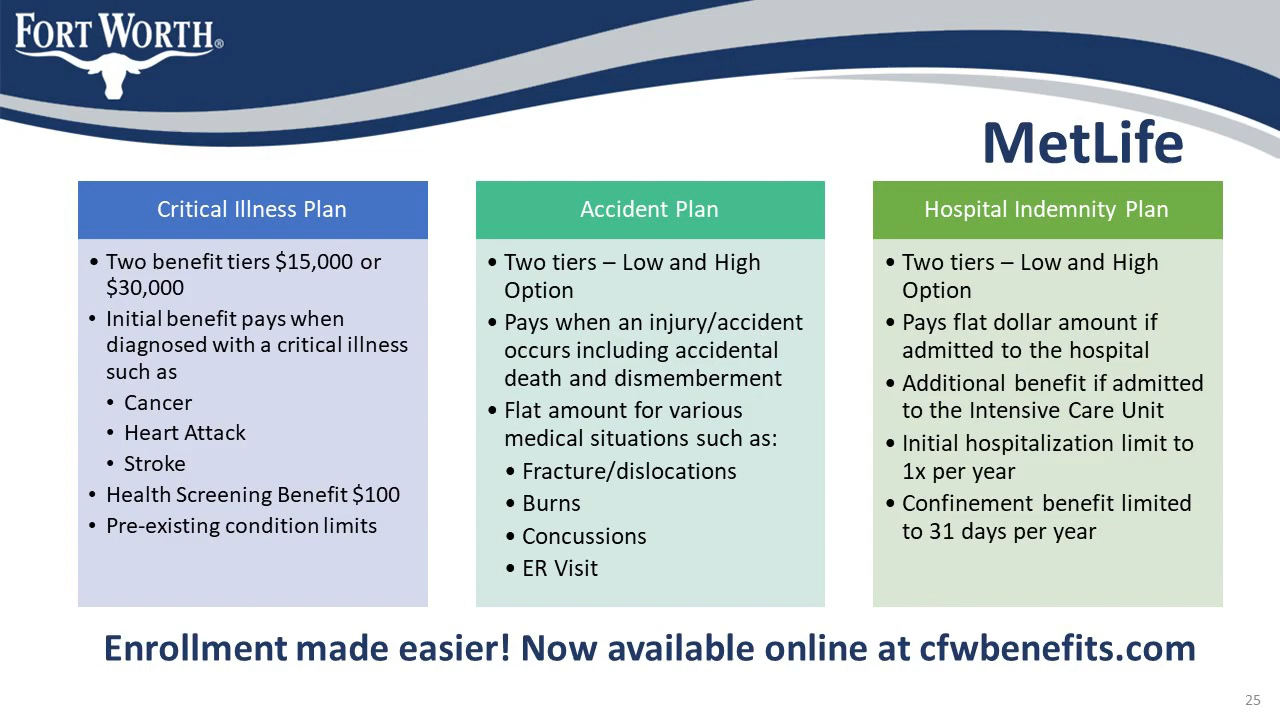 FORT WORTH®
MetLife
Critical Illness Plan
• Two benefit tiers $15,000 or
$30,000
• Initial benefit pays when
diagnosed with a critical illness
such as
• Cancer
• Heart Attack
• Stroke
• Health Screening Benefit $100
• Pre-existing condition limits
Accident Plan
• Two tiers – Low and High
Option
• Pays when an injury/accident
occurs including accidental
death and dismemberment
• Flat amount for various
medical situations such as:
• Fracture/dislocations
• Burns
• Concussions
• ER Visit
Hospital Indemnity Plan
• Two tiers – Low and High
Option
• Pays flat dollar amount if
admitted to the hospital
• Additional benefit if admitted
to the Intensive Care Unit
• Initial hospitalization limit to
1x per year
• Confinement benefit limited
to 31 days per year
Enrollment made easier! Now available online at cfwbenefits.com
25